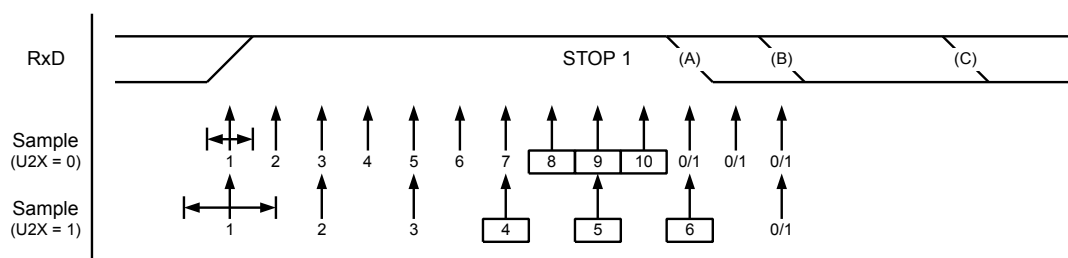 RxD STOP 1 (A) (B) (C)
Sample
(U2X = 0)
1 2 3 4 5 6 7 8 9 10 0/1 0/1 0/1
Sample
(U2X = 1)
1 2 3 4 5 6 0/1